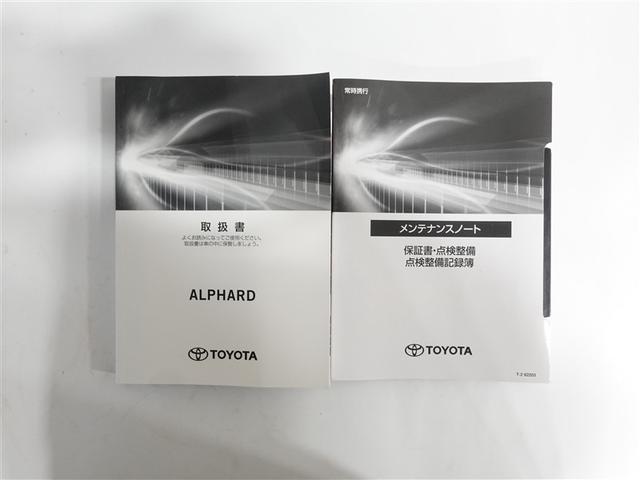 取扱書
よくお読みになってご使用ください。
取扱書は車の中に保管しましょう。
ALPHARD
TOYOTA
常時携行
メンテナンスノート
保証書・点検整備
点検整備記録簿
TOYOTA